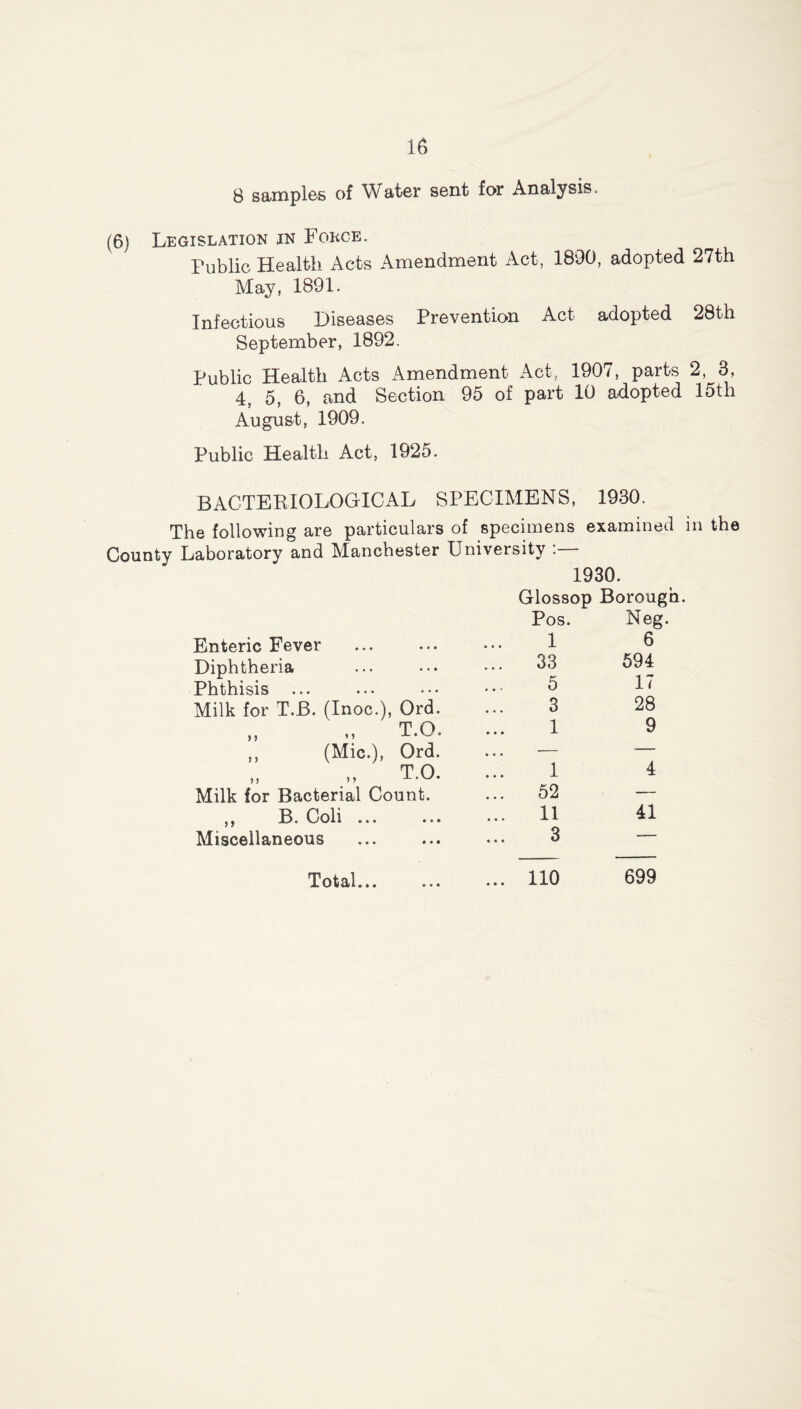 16
8 samples of Water sent for Analysis.
(6) Legislation in Force.
Public Health Acts Amendment Act, 1890, adopted 27th
May, 1891.
Infectious Diseases Prevention Act adopted 28th
September, 1892.
Public Health Acts Amendment Act, 1907, parts 2, 3,
4, 5, 6, and Section 95 of part 10 adopted 15th
August, 1909.
Public Health Act, 1925.
BACTERIOLOGICAL SPECIMENS, 1930.
The following are particulars of specimens examined in the
County Laboratory and Manchester University :—
1930.
Glossop Borough.
Pos. Neg.
Enteric Fever ... ... ... 1 6
Diphtheria ... ... ... 33 594
Phthisis ... ... ... ... 5 17
Milk for T.B. (Inoc.), Ord. ... 3 28
,, ,, T.O. ... 1 9
,, (Mic.), Ord. ... — —
,, ,, T.O. ... 1 4
Milk for Bacterial Count. ... 52 —
,, B. Coli ... ... ... 11 41
Miscellaneous ... ... ... 3 —
Total... ... ... 110 699